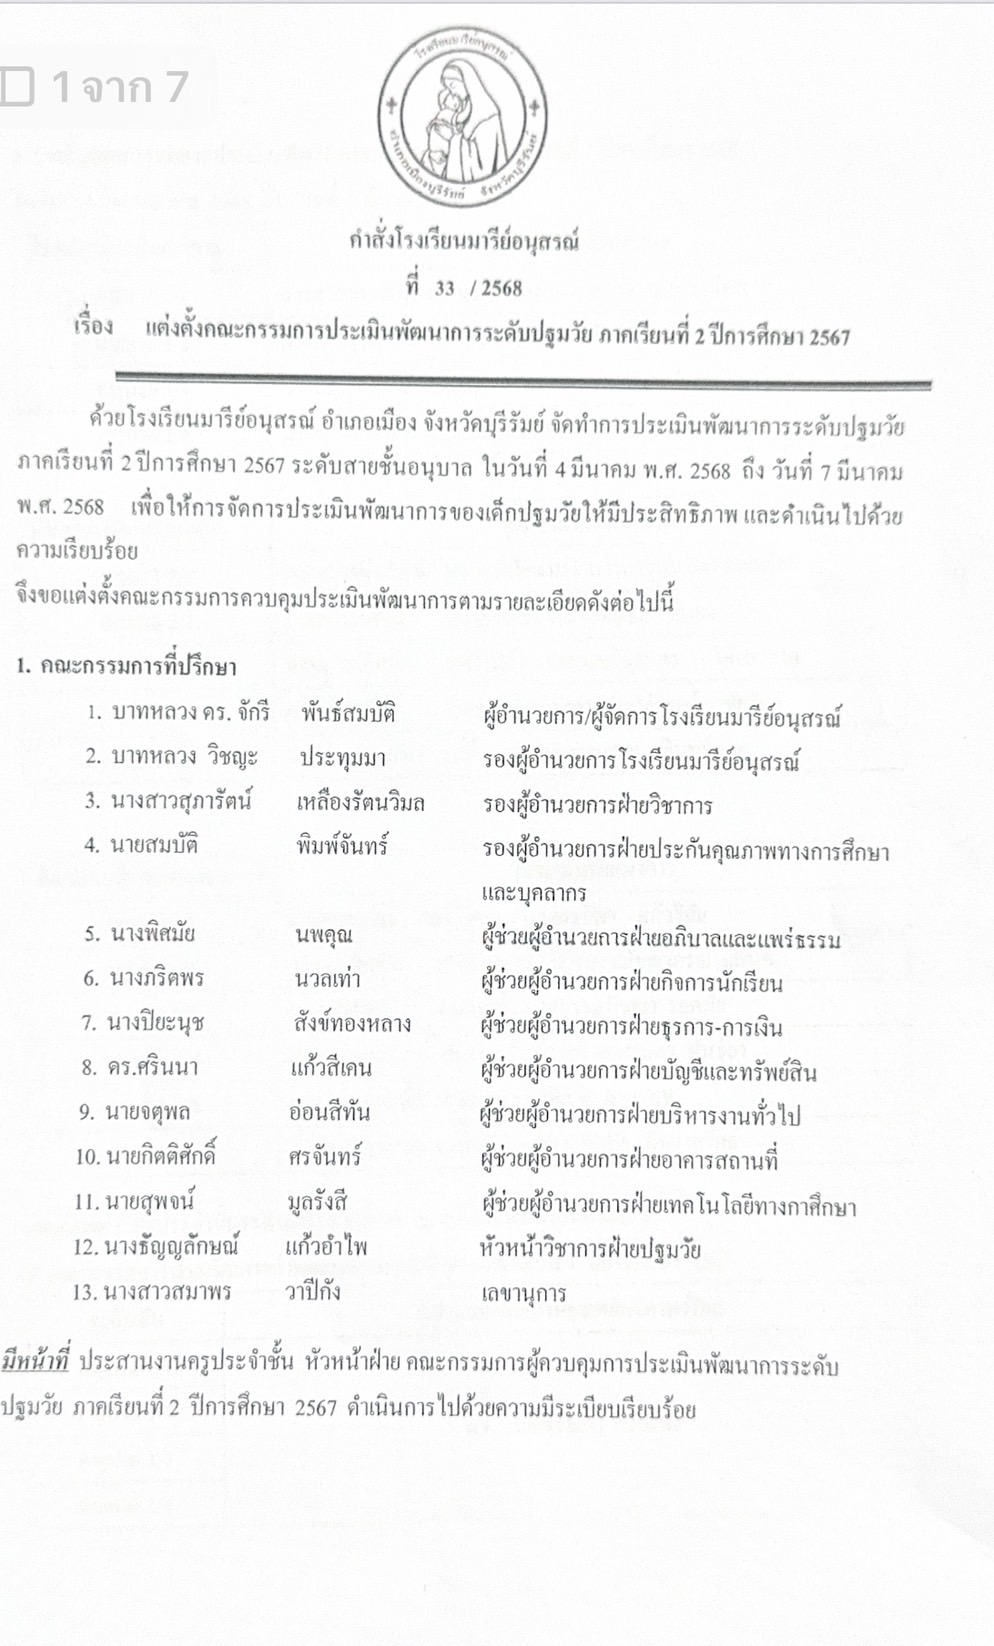 1 จาก 7
โรงเรียนมารีย์อนุสรณ์
อำเภอเมืองบุรีรัมย์ จังหวัดบุรีรัมย์
คำสั่งโรงเรียนมารีย์อนุสรณ์
ที่ 33 / 2568
เรื่อง แต่งตั้งคณะกรรมการประเมินพัฒนาการระดับปฐมวัย ภาคเรียนที่ 2 ปีการศึกษา 2567
ด้วยโรงเรียนมารีย์อนุสรณ์ อำเภอเมือง จังหวัดบุรีรัมย์ จัดทำการประเมินพัฒนาการระดับปฐมวัย
ภาคเรียนที่ 2 ปีการศึกษา 2567 ระดับสายชั้นอนุบาล ในวันที่ 4 มีนาคม พ.ศ. 2568 ถึง วันที่ 7 มีนาคม
พ.ศ. 2568 เพื่อให้การจัดการประเมินพัฒนาการของเด็กปฐมวัยให้มีประสิทธิภาพ และดำเนินไปด้วย
ความเรียบร้อย
จึงขอแต่งตั้งคณะกรรมการควบคุมประเมินพัฒนาการตามรายละเอียดดังต่อไปนี้
1. คณะกรรมการที่ปรึกษา
1. บาทหลวง ดร. จักรี พันธ์สมบัติ ผู้อำนวยการ/ผู้จัดการโรงเรียนมารีย์อนุสรณ์
2. บาทหลวง วิชญะ ประทุมมา รองผู้อำนวยการโรงเรียนมารีย์อนุสรณ์
3. นางสาวสุภารัตน์ เหลืองรัตนวิมล รองผู้อำนวยการฝ่ายวิชาการ
4. นายสมบัติ พิมพ์จันทร์ รองผู้อำนวยการฝ่ายประกันคุณภาพทางการศึกษา
และบุคลากร
5. นางพิศมัย นพคุณ ผู้ช่วยผู้อำนวยการฝ่ายอภิบาลและแพร่ธรรม
6. นางภริตพร นวลเท่า ผู้ช่วยผู้อำนวยการฝ่ายกิจการนักเรียน
7. นางปิยะนุช สังข์ทองหลาง ผู้ช่วยผู้อำนวยการฝ่ายธุรการ-การเงิน
8. ดร.ศรินนา แก้วสีเคน ผู้ช่วยผู้อำนวยการฝ่ายบัญชีและทรัพย์สิน
9. นายจตุพล อ่อนสีทัน ผู้ช่วยผู้อำนวยการฝ่ายบริหารงานทั่วไป
10. นายกิตติศักดิ์ ศรจันทร์ ผู้ช่วยผู้อำนวยการฝ่ายอาคารสถานที่
11. นายสุพจน์ มูลรังสี ผู้ช่วยผู้อำนวยการฝ่ายเทคโนโลยีทางกาศึกษา
12. นางธัญญลักษณ์ แก้วอำไพ หัวหน้าวิชาการฝ่ายปฐมวัย
13. นางสาวสมาพร วาปีกัง เลขานุการ
มีหน้าที่ ประสานงานครูประจำชั้น หัวหน้าฝ่าย คณะกรรมการผู้ควบคุมการประเมินพัฒนาการระดับ
ปฐมวัย ภาคเรียนที่ 2 ปีการศึกษา 2567 ดำเนินการไปด้วยความมีระเบียบเรียบร้อย